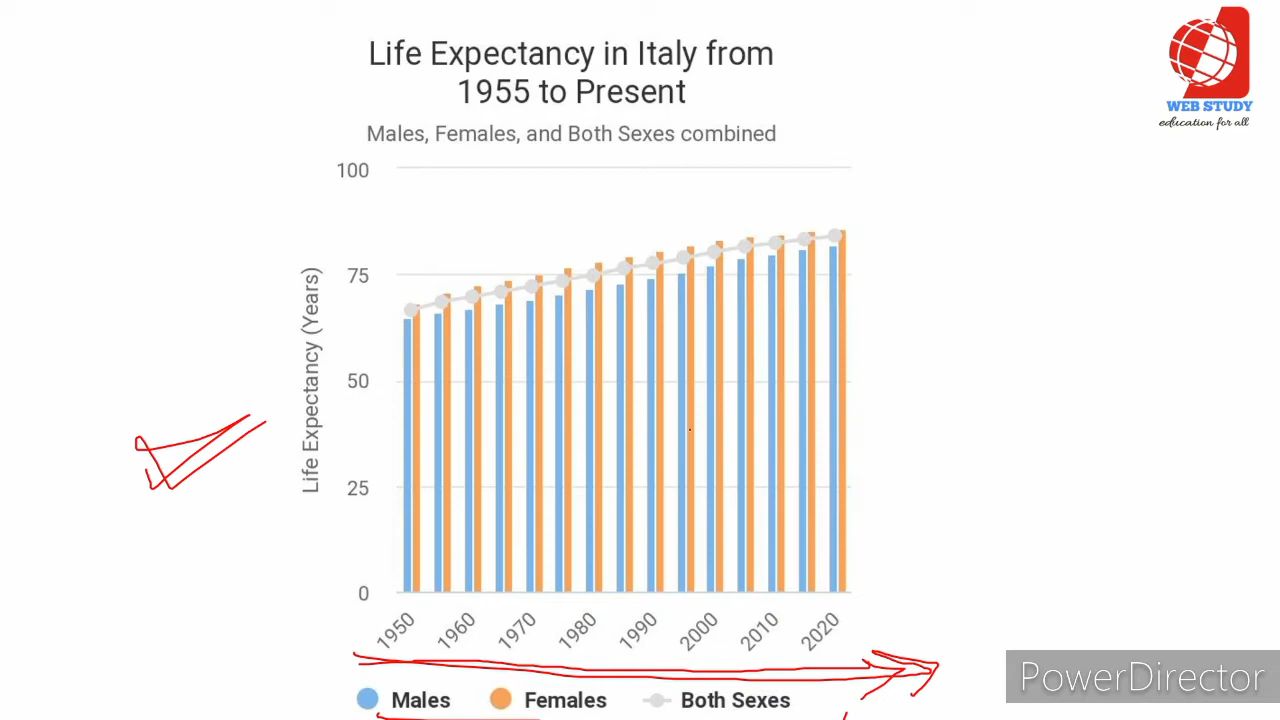 Life Expectancy in Italy from
1955 to Present
Males, Females, and Both Sexes combined
WEB STUDY
education for all
Life Expectancy (Years)
100
75
50
25
0
1950 1960 1970 1980 1990 2000 2010 2020
Males Females Both Sexes
PowerDirector